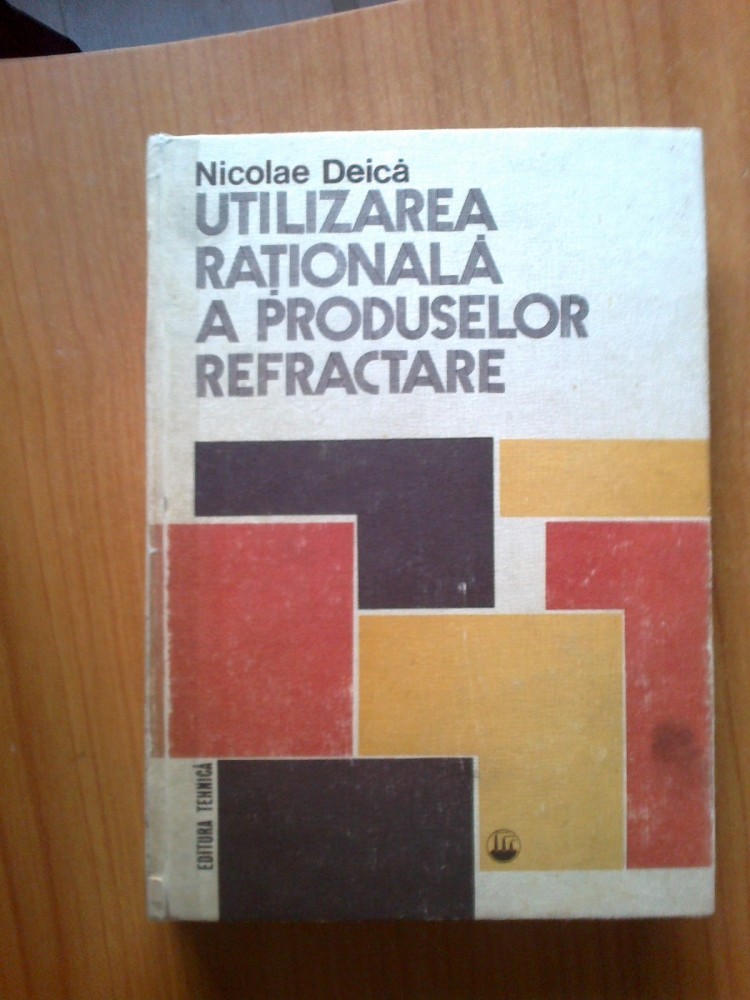 Nicolae Deică
UTILIZAREA
RAȚIONALĂ
A PRODUSELOR
REFRACTARE
EDITURA TEHNICĂ